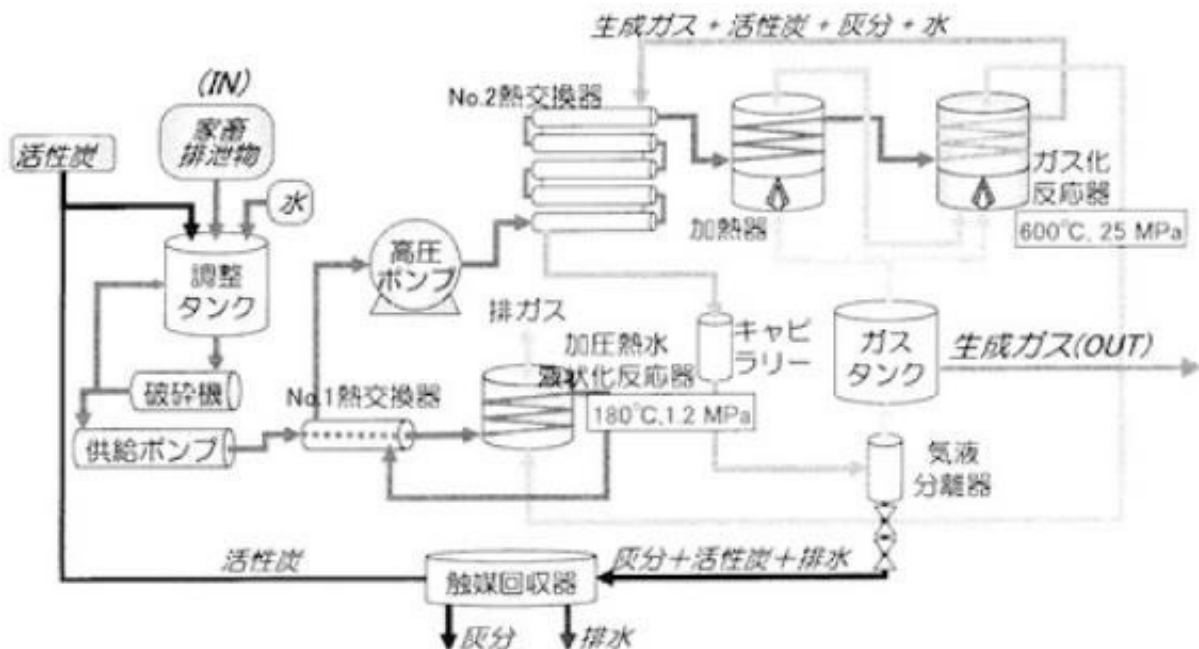 生成ガス+活性炭+灰分+水
(IN)
家畜
排泄物
活性炭
水
調整
タンク
破砕機
供給ポンプ
高圧
ポンプ
No.1熱交換器
No.2熱交換器
加熱器
ガス化
反応器
600℃, 25 MPa
排ガス
加圧熱水
液状化反応器
180℃,1.2 MPa
キャピ
ラリー
ガス
タンク
生成ガス(OUT)
気液
分離器
灰分+活性炭+排水
触媒回収器
活性炭
灰分
排水